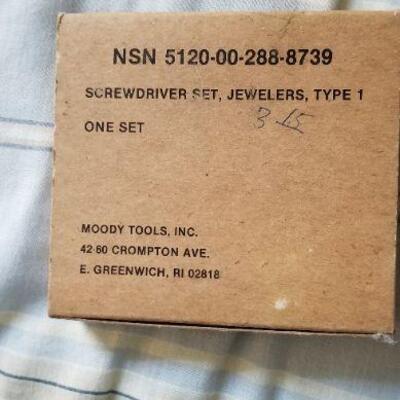 NSN 5120-00-288-8739
SCREWDRIVER SET, JEWELERS, TYPE 1
3 15
ONE SET
MOODY TOOLS, INC.
42-60 CROMPTON AVE.
E. GREENWICH, RI 02818